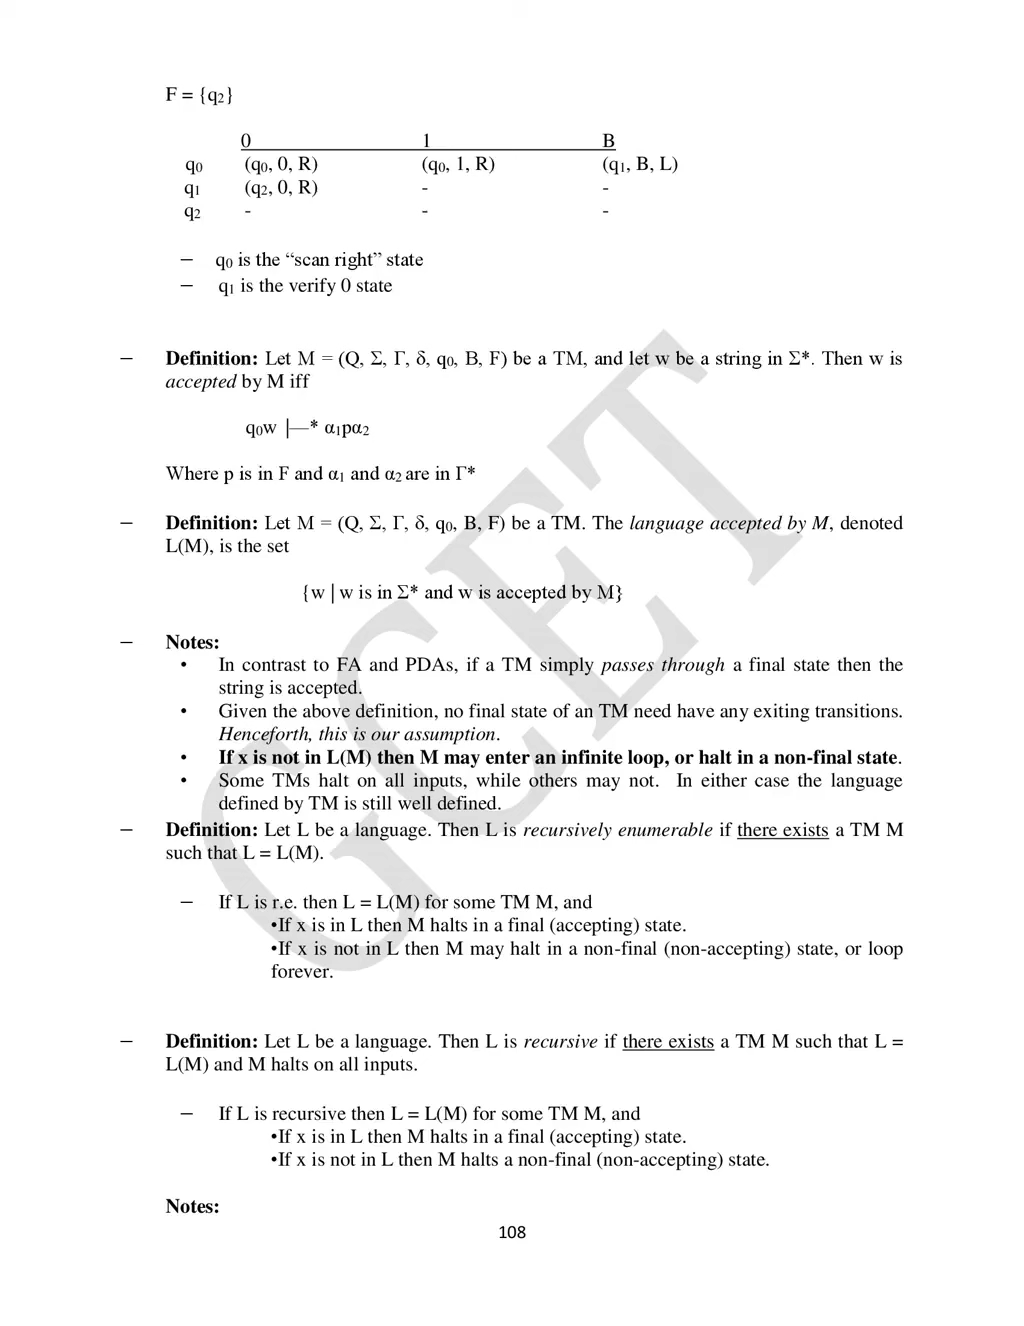 F = {q2}
0 1 B
q0 (q0, 0, R) (q0, 1, R) (q1, B, L)
q1 (q2, 0, R) - -
q2 - - -
– q0 is the “scan right” state
– q1 is the verify 0 state
– Definition: Let M = (Q, Σ, Γ, δ, q0, B, F) be a TM, and let w be a string in Σ*. Then w is
accepted by M iff
q0w |—* α1pα2
Where p is in F and α1 and α2 are in Γ*
– Definition: Let M = (Q, Σ, Γ, δ, q0, B, F) be a TM. The language accepted by M, denoted
L(M), is the set
{w | w is in Σ* and w is accepted by M}
– Notes:
• In contrast to FA and PDAs, if a TM simply passes through a final state then the
string is accepted.
• Given the above definition, no final state of an TM need have any exiting transitions.
Henceforth, this is our assumption.
• If x is not in L(M) then M may enter an infinite loop, or halt in a non-final state.
• Some TMs halt on all inputs, while others may not. In either case the language
defined by TM is still well defined.
– Definition: Let L be a language. Then L is recursively enumerable if there exists a TM M
such that L = L(M).
– If L is r.e. then L = L(M) for some TM M, and
•If x is in L then M halts in a final (accepting) state.
•If x is not in L then M may halt in a non-final (non-accepting) state, or loop
forever.
– Definition: Let L be a language. Then L is recursive if there exists a TM M such that L =
L(M) and M halts on all inputs.
– If L is recursive then L = L(M) for some TM M, and
•If x is in L then M halts in a final (accepting) state.
•If x is not in L then M halts a non-final (non-accepting) state.
Notes:
108
GCET